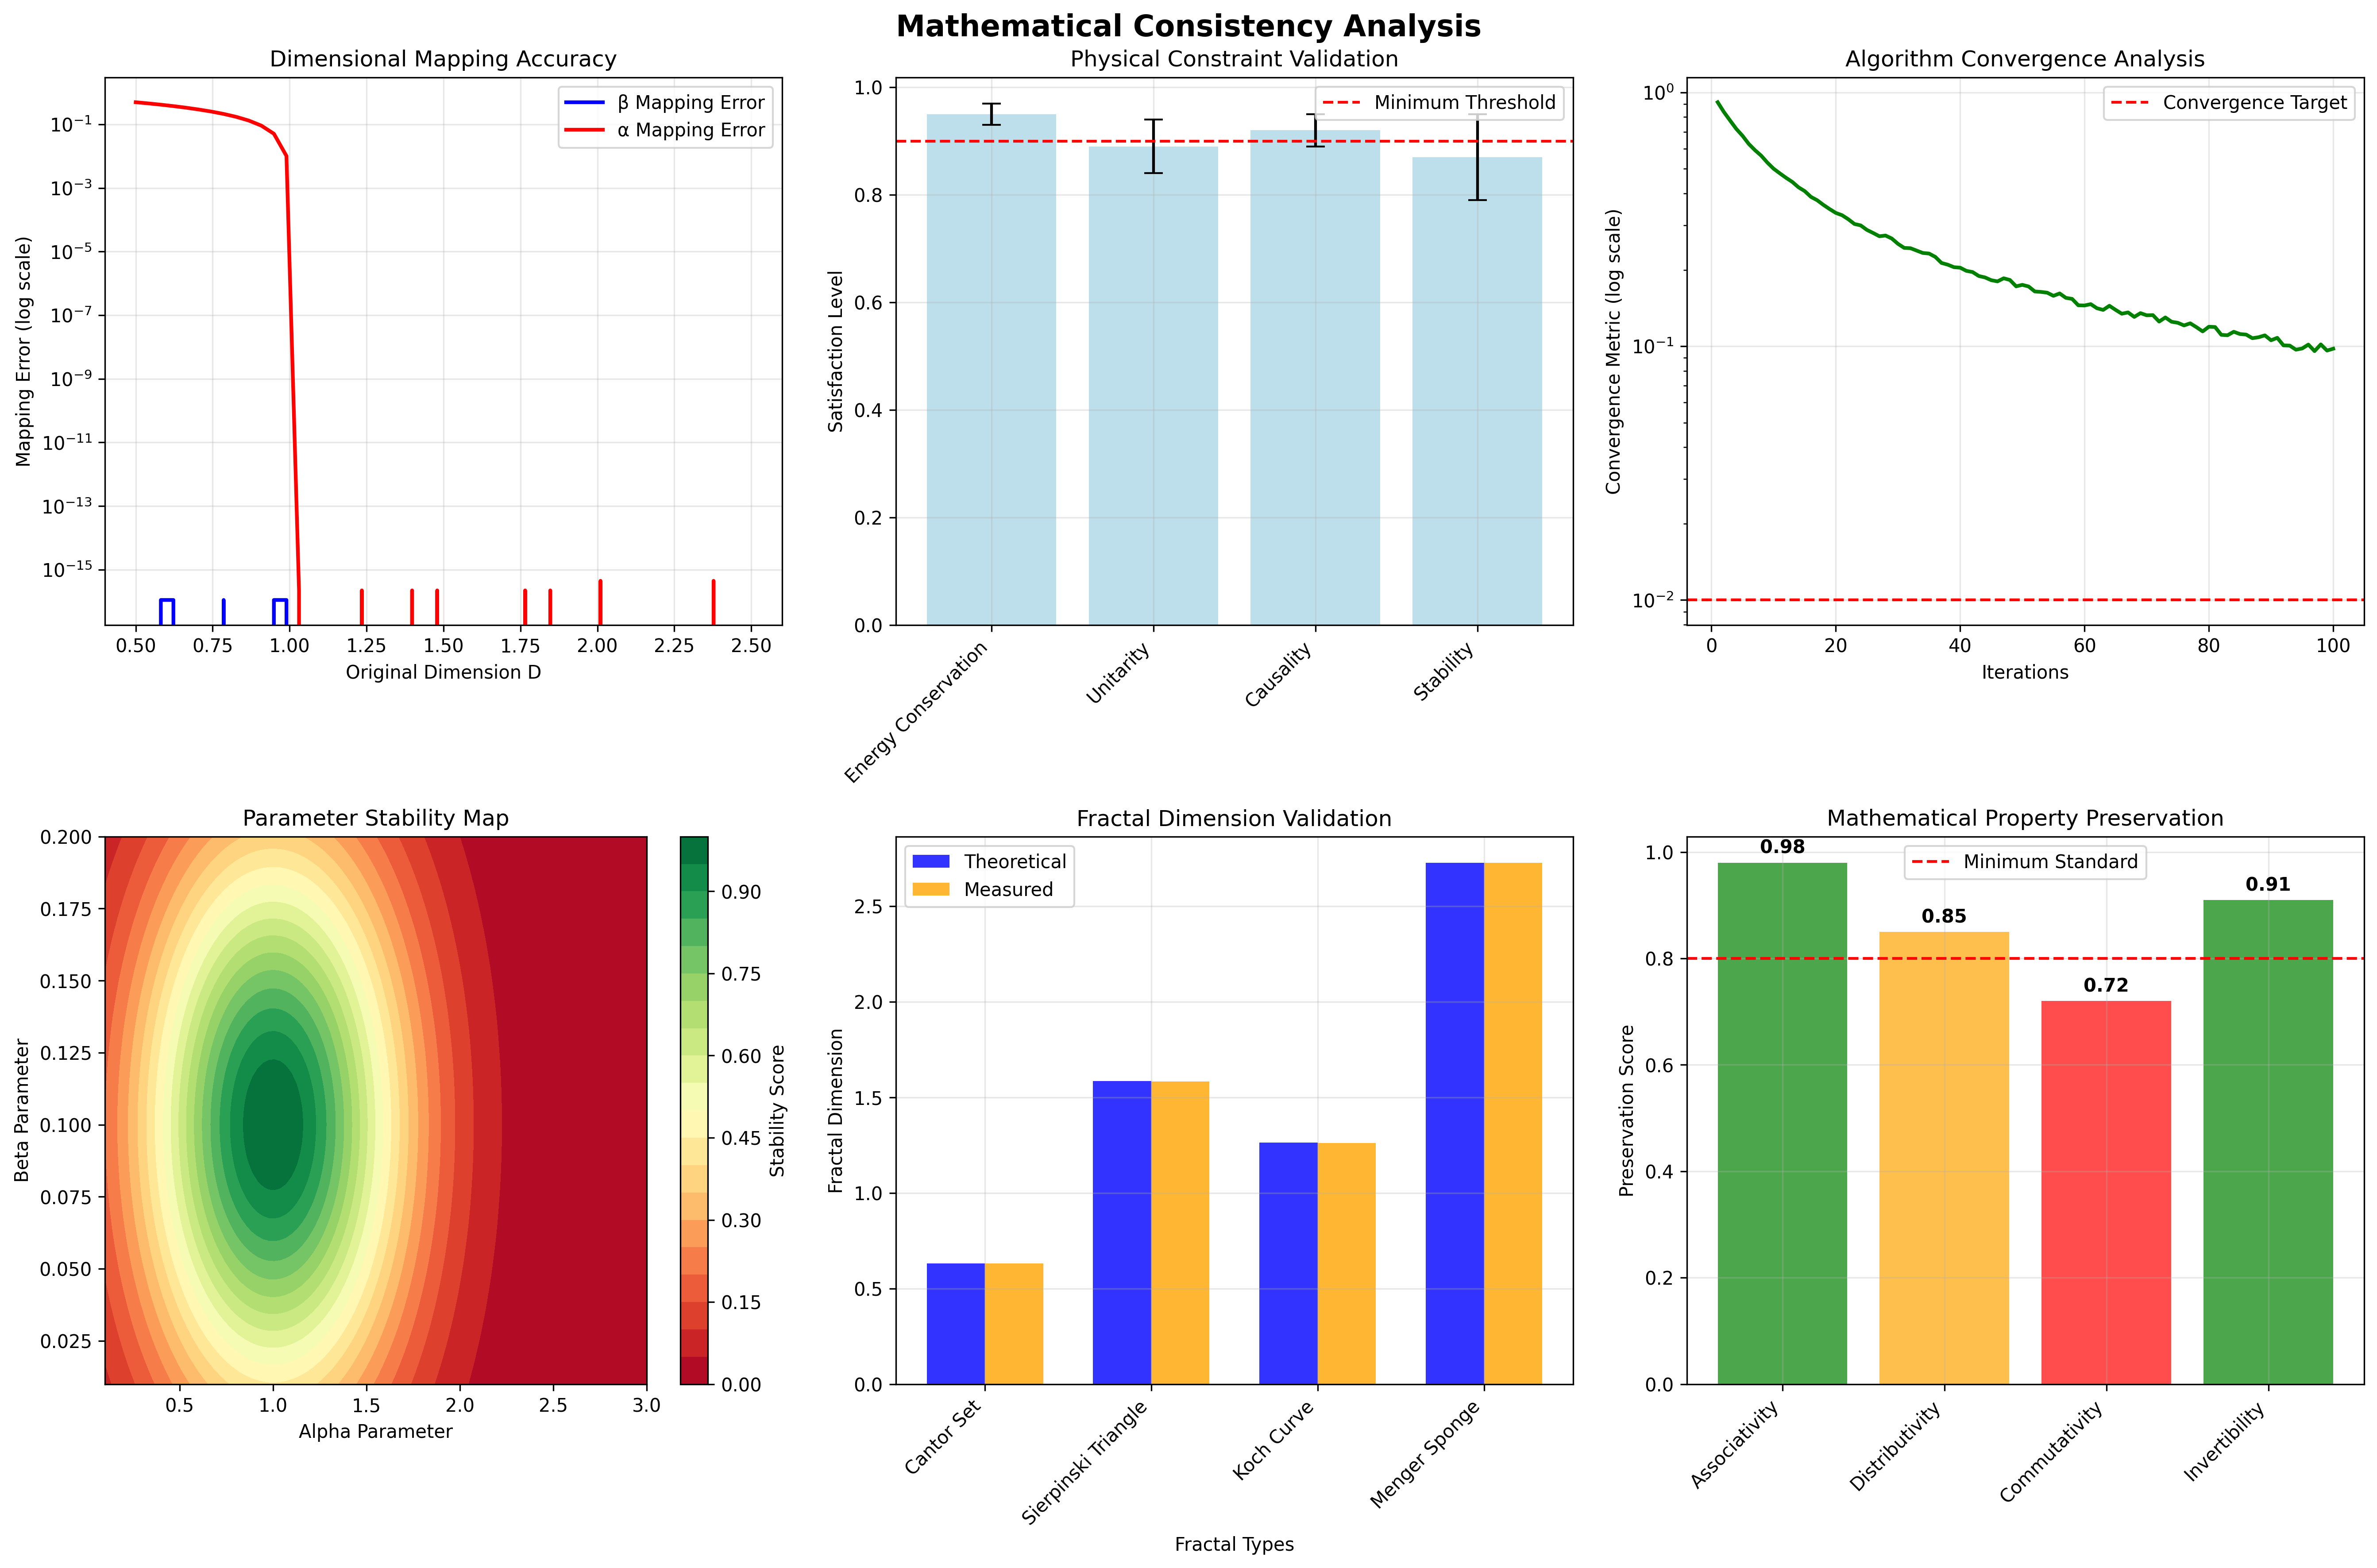 Mathematical Consistency Analysis
Dimensional Mapping Accuracy
β Mapping Error
α Mapping Error
Mapping Error (log scale)
10⁻¹
10⁻³
10⁻⁵
10⁻⁷
10⁻⁹
10⁻¹¹
10⁻¹³
10⁻¹⁵
0.50 0.75 1.00 1.25 1.50 1.75 2.00 2.25 2.50
Original Dimension D
Physical Constraint Validation
Minimum Threshold
Satisfaction Level
1.0
0.8
0.6
0.4
0.2
0.0
Energy Conservation
Unitarity
Causality
Stability
Algorithm Convergence Analysis
Convergence Target
Convergence Metric (log scale)
10⁰
10⁻¹
10⁻²
0 20 40 60 80 100
Iterations
Parameter Stability Map
Beta Parameter
0.200
0.175
0.150
0.125
0.100
0.075
0.050
0.025
0.5 1.0 1.5 2.0 2.5 3.0
Alpha Parameter
0.90
0.75
0.60
0.45
0.30
0.15
0.00
Stability Score
Fractal Dimension Validation
Theoretical
Measured
Fractal Dimension
2.5
2.0
1.5
1.0
0.5
0.0
Cantor Set
Sierpinski Triangle
Koch Curve
Menger Sponge
Fractal Types
Mathematical Property Preservation
Minimum Standard
Preservation Score
1.0
0.8
0.6
0.4
0.2
0.0
0.98
0.85
0.72
0.91
Associativity
Distributivity
Commutativity
Invertibility